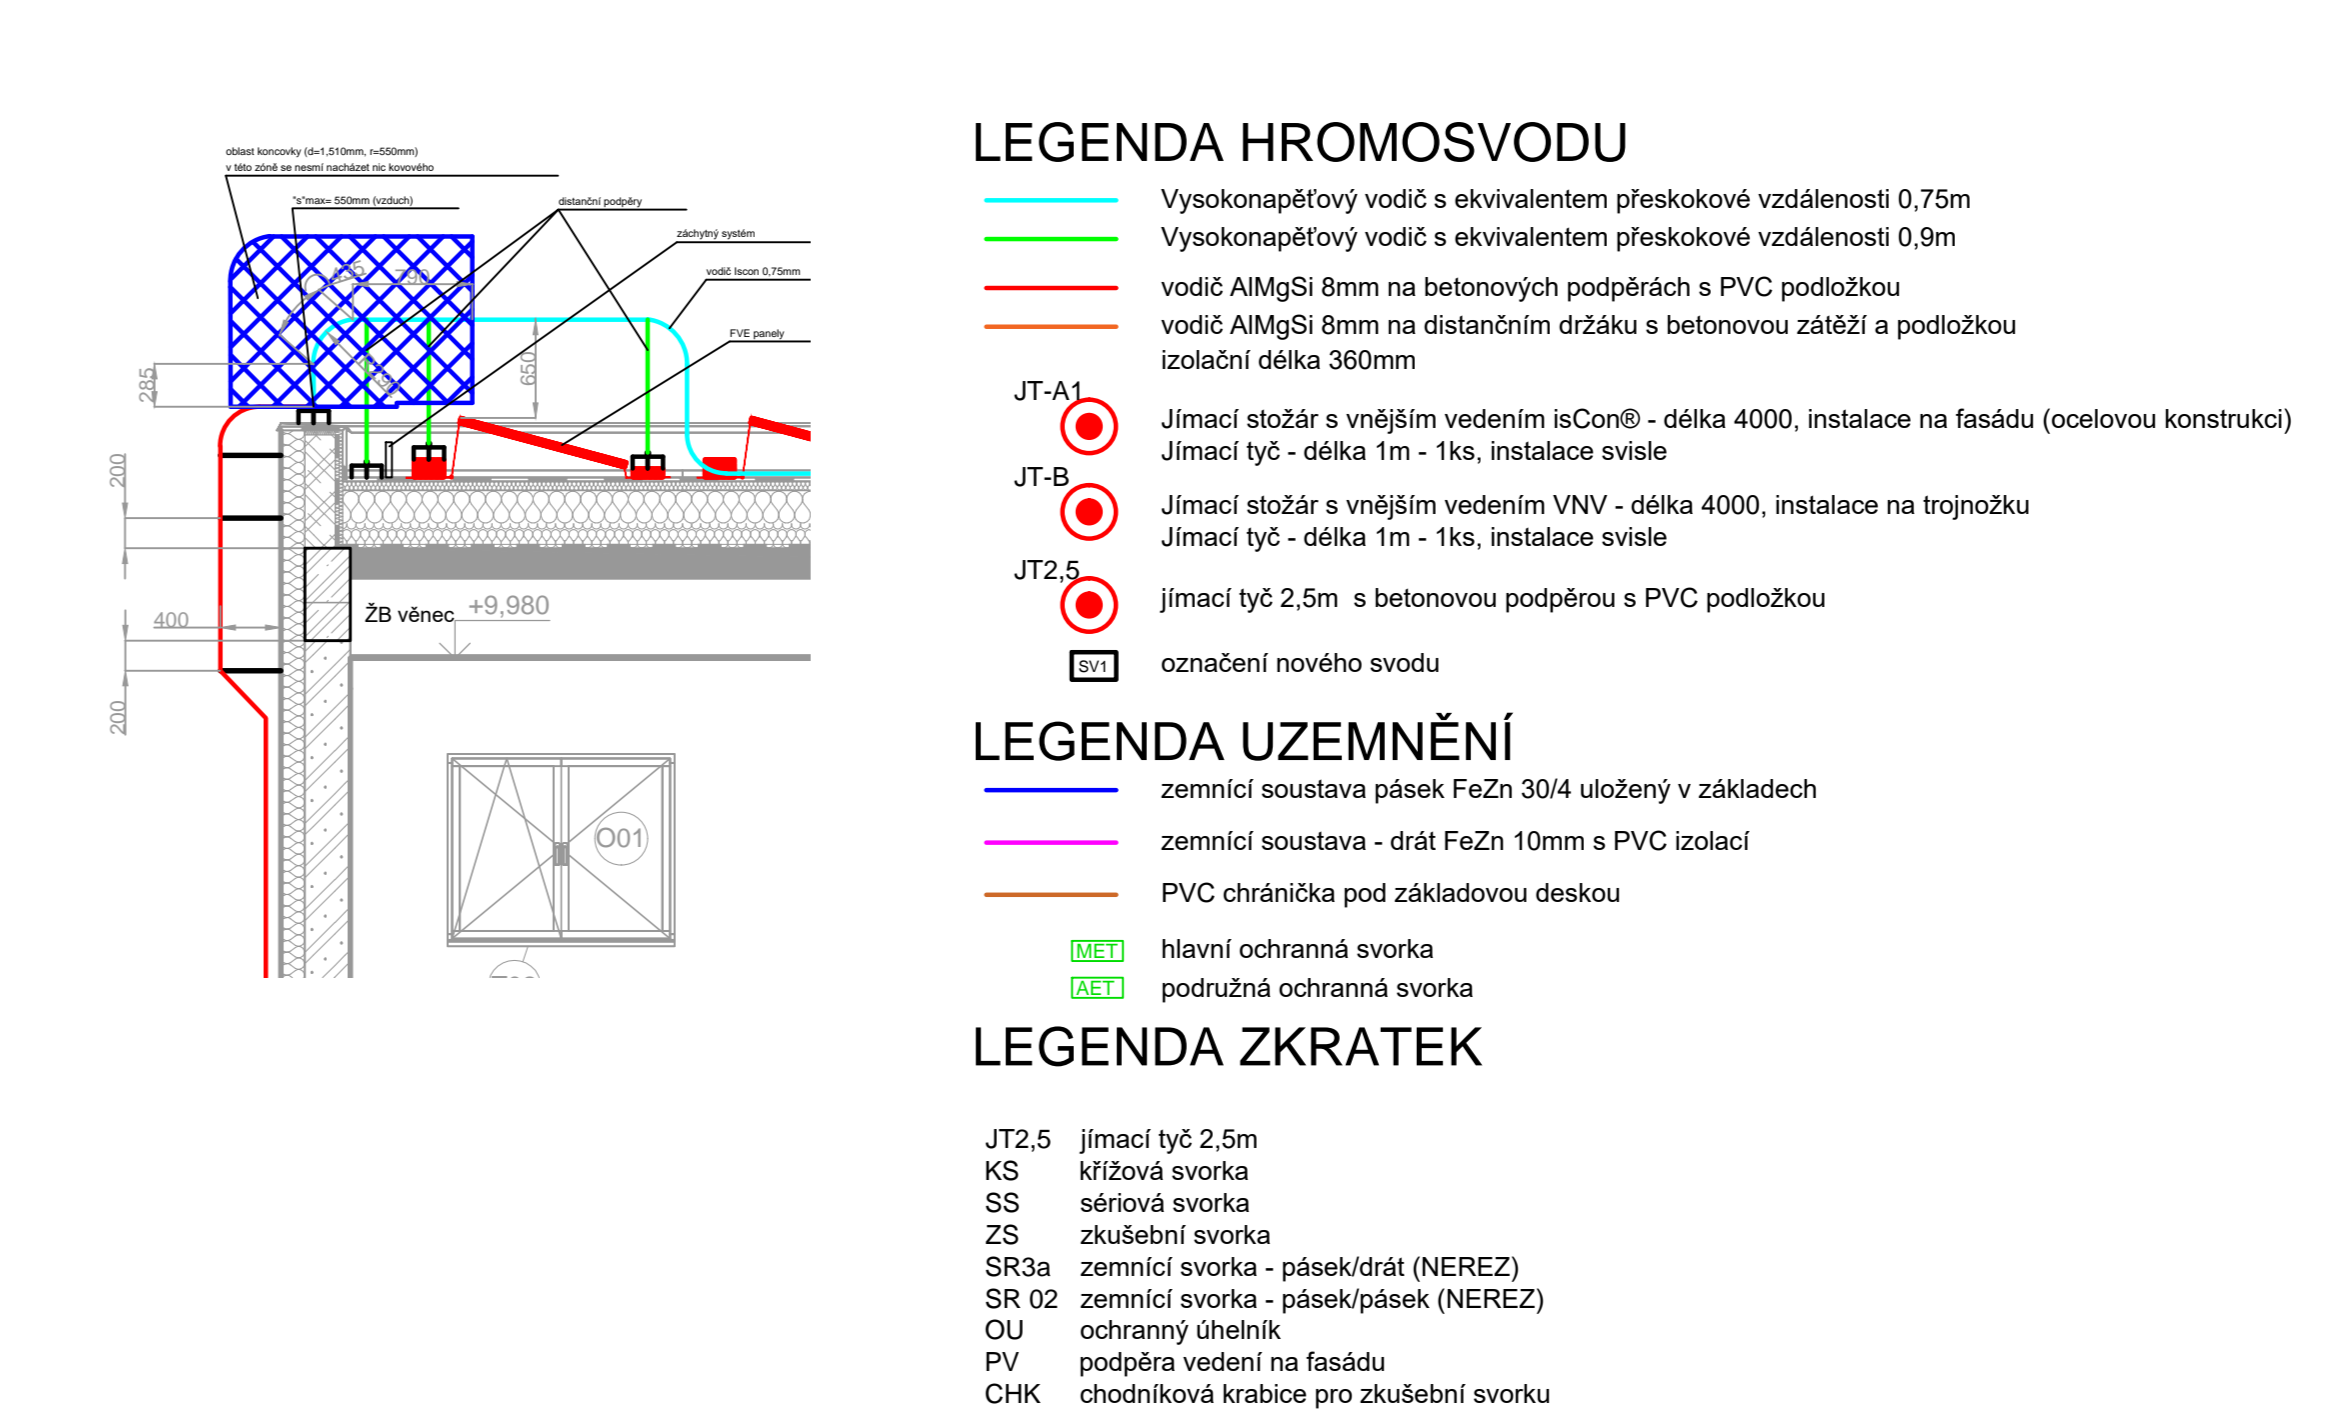 oblast koncovky (d=1,510mm, r=550mm)
v této zóně se nesmí nacházet nic kovového
"s"max= 550mm (vzduch)
distanční podpěry
záchytný systém
vodič Iscon 0,75mm
FVE panely
435
790
650
285
200
400
200
ŽB věnec
+9,980
O01
LEGENDA HROMOSVODU
Vysokonapěťový vodič s ekvivalentem přeskokové vzdálenosti 0,75m
Vysokonapěťový vodič s ekvivalentem přeskokové vzdálenosti 0,9m
vodič AlMgSi 8mm na betonových podpěrách s PVC podložkou
vodič AlMgSi 8mm na distančním držáku s betonovou zátěží a podložkou
izolační délka 360mm
JT-A1
Jímací stožár s vnějším vedením isCon® - délka 4000, instalace na fasádu (ocelovou konstrukci)
Jímací tyč - délka 1m - 1ks, instalace svisle
JT-B
Jímací stožár s vnějším vedením VNV - délka 4000, instalace na trojnožku
Jímací tyč - délka 1m - 1ks, instalace svisle
JT2,5
jímací tyč 2,5m s betonovou podpěrou s PVC podložkou
SV1 označení nového svodu
LEGENDA UZEMNĚNÍ
zemnící soustava pásek FeZn 30/4 uložený v základech
zemnící soustava - drát FeZn 10mm s PVC izolací
PVC chránička pod základovou deskou
MET hlavní ochranná svorka
AET podružná ochranná svorka
LEGENDA ZKRATEK
JT2,5 jímací tyč 2,5m
KS křížová svorka
SS sériová svorka
ZS zkušební svorka
SR3a zemnící svorka - pásek/drát (NEREZ)
SR 02 zemnící svorka - pásek/pásek (NEREZ)
OU ochranný úhelník
PV podpěra vedení na fasádu
CHK chodníková krabice pro zkušební svorku